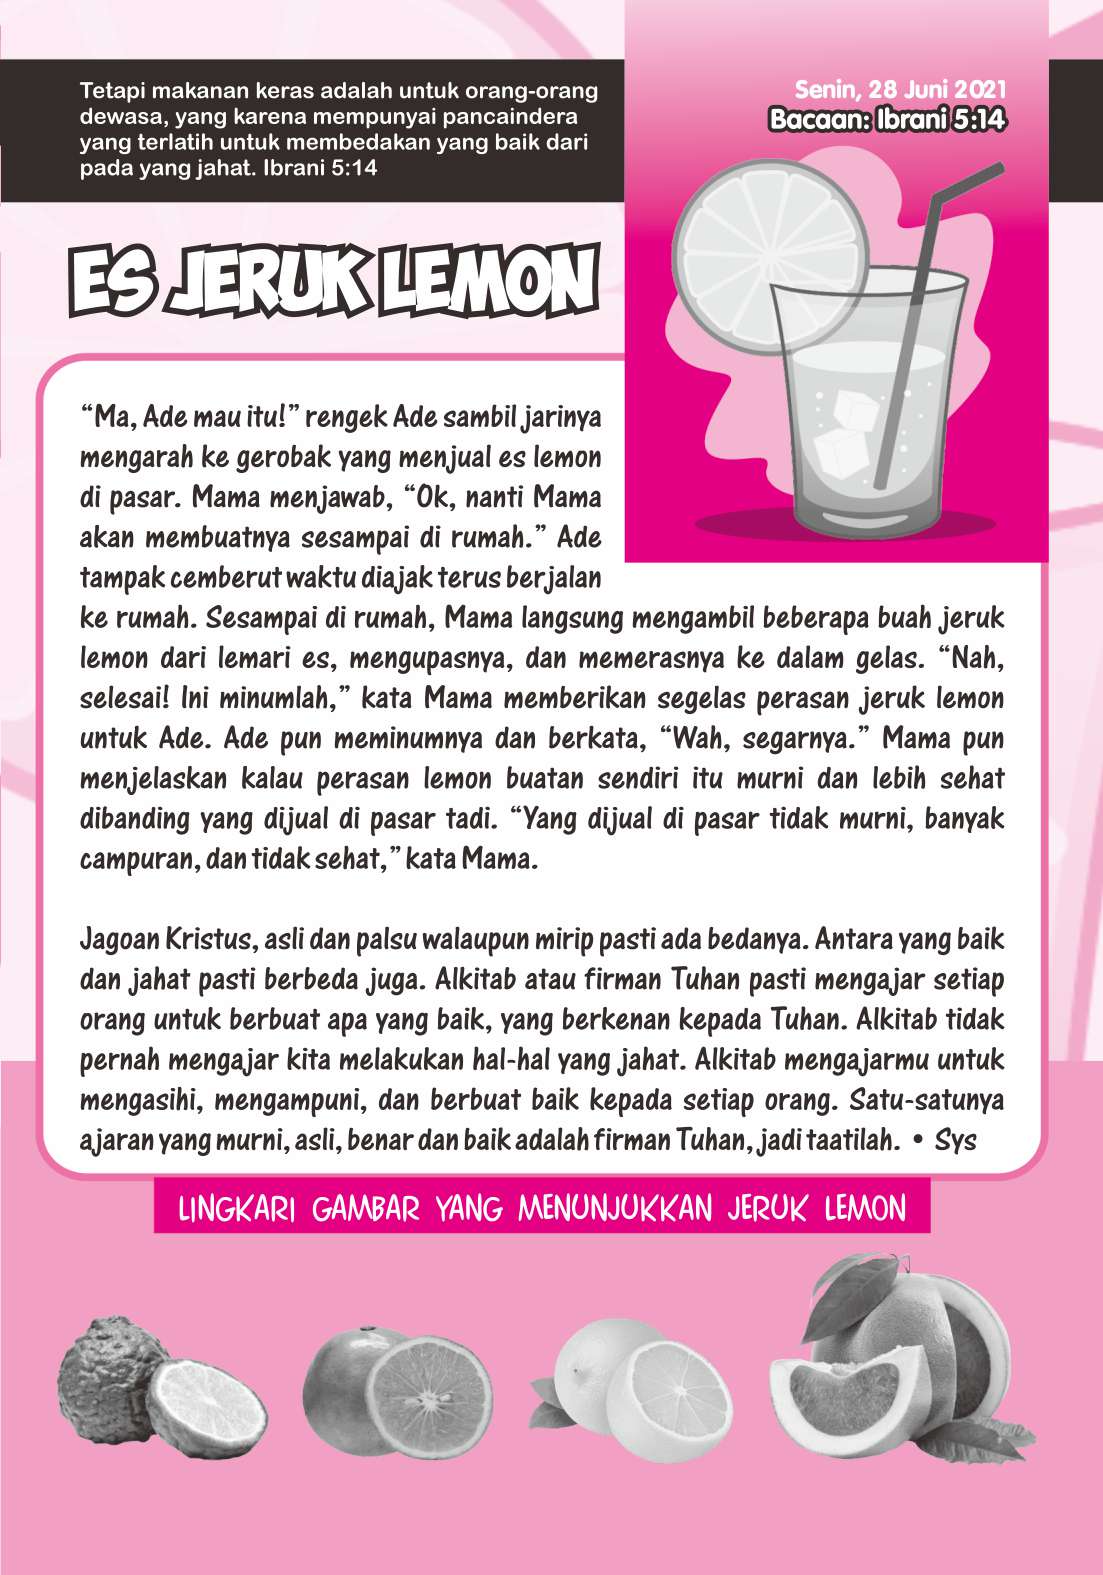 Tetapi makanan keras adalah untuk orang-orang
dewasa, yang karena mempunyai pancaindera
yang terlatih untuk membedakan yang baik dari
pada yang jahat. Ibrani 5:14
Senin, 28 Juni 2021
Bacaan: Ibrani 5:14
ES JERUK LEMON
“Ma, Ade mau itu!” rengek Ade sambil jarinya
mengarah ke gerobak yang menjual es lemon
di pasar. Mama menjawab, “Ok, nanti Mama
akan membuatnya sesampai di rumah.” Ade
tampak cemberut waktu diajak terus berjalan
ke rumah. Sesampai di rumah, Mama langsung mengambil beberapa buah jeruk
lemon dari lemari es, mengupasnya, dan memerasnya ke dalam gelas. “Nah,
selesai! Ini minumlah,” kata Mama memberikan segelas perasan jeruk lemon
untuk Ade. Ade pun meminumnya dan berkata, “Wah, segarnya.” Mama pun
menjelaskan kalau perasan lemon buatan sendiri itu murni dan lebih sehat
dibanding yang dijual di pasar tadi. “Yang dijual di pasar tidak murni, banyak
campuran, dan tidak sehat,” kata Mama.
Jagoan Kristus, asli dan palsu walaupun mirip pasti ada bedanya. Antara yang baik
dan jahat pasti berbeda juga. Alkitab atau firman Tuhan pasti mengajar setiap
orang untuk berbuat apa yang baik, yang berkenan kepada Tuhan. Alkitab tidak
pernah mengajar kita melakukan hal-hal yang jahat. Alkitab mengajarmu untuk
mengasihi, mengampuni, dan berbuat baik kepada setiap orang. Satu-satunya
ajaran yang murni, asli, benar dan baik adalah firman Tuhan, jadi taatilah. • Sys
LINGKARI GAMBAR YANG MENUNJUKKAN JERUK LEMON